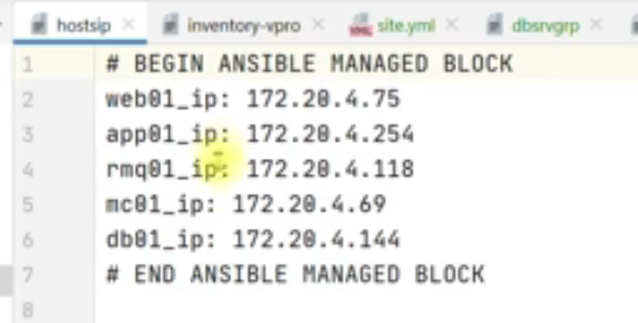 hostsip inventory-vpro site.yml dbsrvgrp
1 # BEGIN ANSIBLE MANAGED BLOCK
2 web01_ip: 172.20.4.75
3 app01_ip: 172.20.4.254
4 rmq01_ip: 172.20.4.118
5 mc01_ip: 172.20.4.69
6 db01_ip: 172.20.4.144
7 # END ANSIBLE MANAGED BLOCK
8